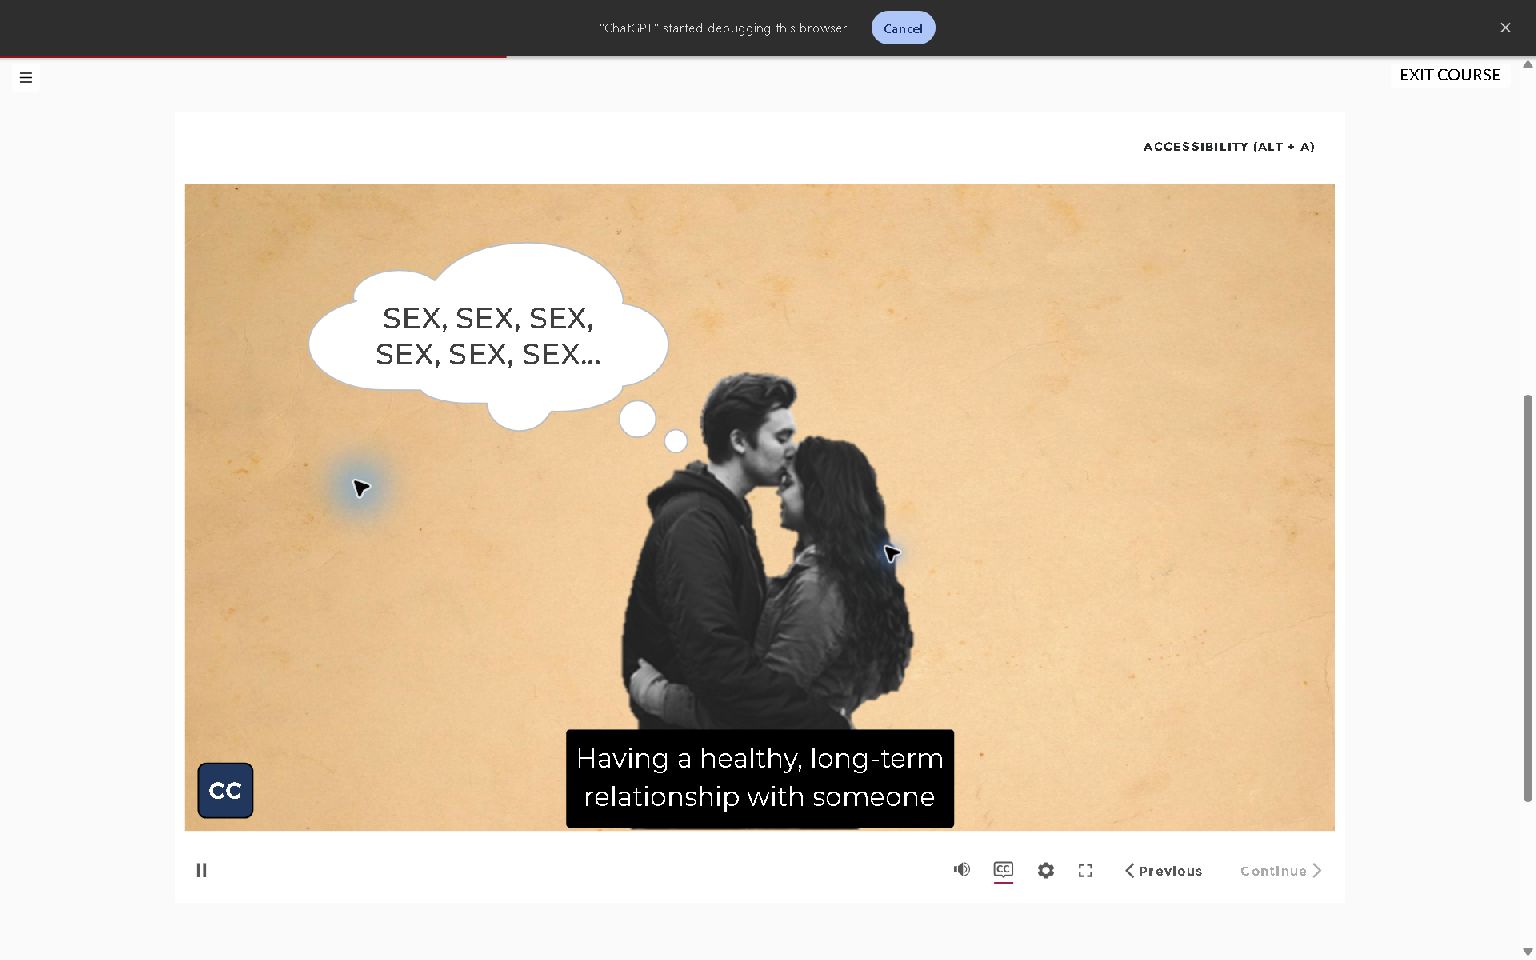 "ChatGPT" started debugging this browser
Cancel
EXIT COURSE
ACCESSIBILITY (ALT + A)
SEX, SEX, SEX,
SEX, SEX, SEX...
Having a healthy, long-term
relationship with someone
CC
CC
Previous
Continue